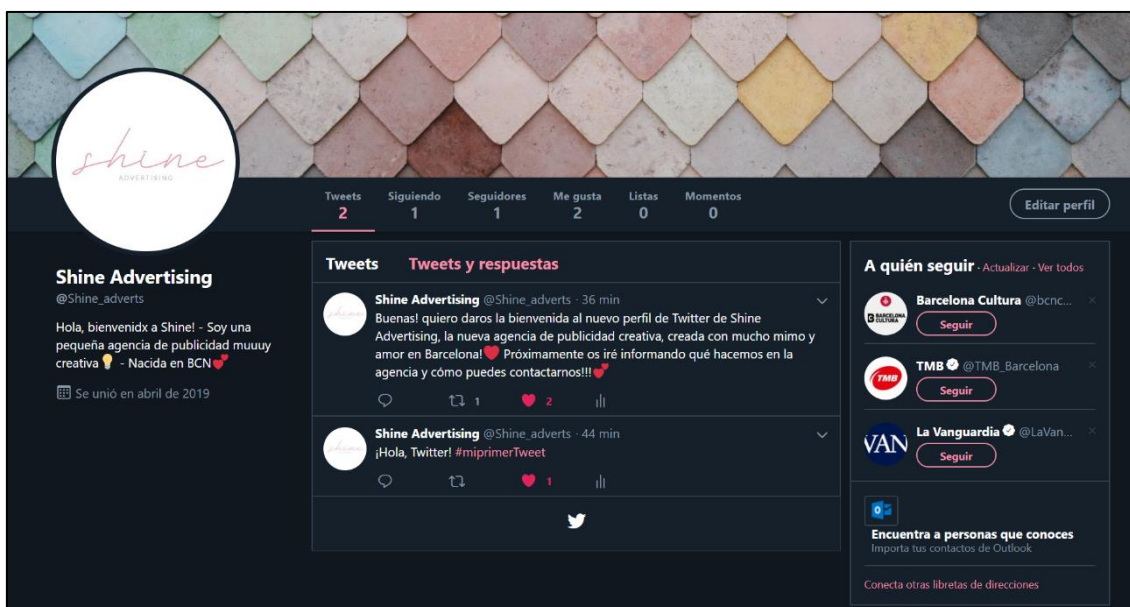 shine
ADVERTISING
Tweets
2
Siguiendo
1
Seguidores
1
Me gusta
2
Listas
0
Momentos
0
Editar perfil
Shine Advertising
@Shine_adverts
Hola, bienvenidx a Shine! - Soy una
pequeña agencia de publicidad muuuy
creativa💡 - Nacida en BCN💕
Se unió en abril de 2019
Tweets Tweets y respuestas
Shine Advertising @Shine_adverts · 36 min
Buenas! quiero daros la bienvenida al nuevo perfil de Twitter de Shine
Advertising, la nueva agencia de publicidad creativa, creada con mucho mimo y
amor en Barcelona!❤️ Próximamente os iré informando qué hacemos en la
agencia y cómo puedes contactarnos!!!💕
1 2
Shine Advertising @Shine_adverts · 44 min
¡Hola, Twitter! #miprimerTweet
1
A quién seguir · Actualizar · Ver todos
BARCELONA
CULTURA
Barcelona Cultura @bcnc...
Seguir
TMB
TMB @TMB_Barcelona
Seguir
VAN
La Vanguardia @LaVan...
Seguir
Encuentra a personas que conoces
Importa tus contactos de Outlook
Conecta otras libretas de direcciones